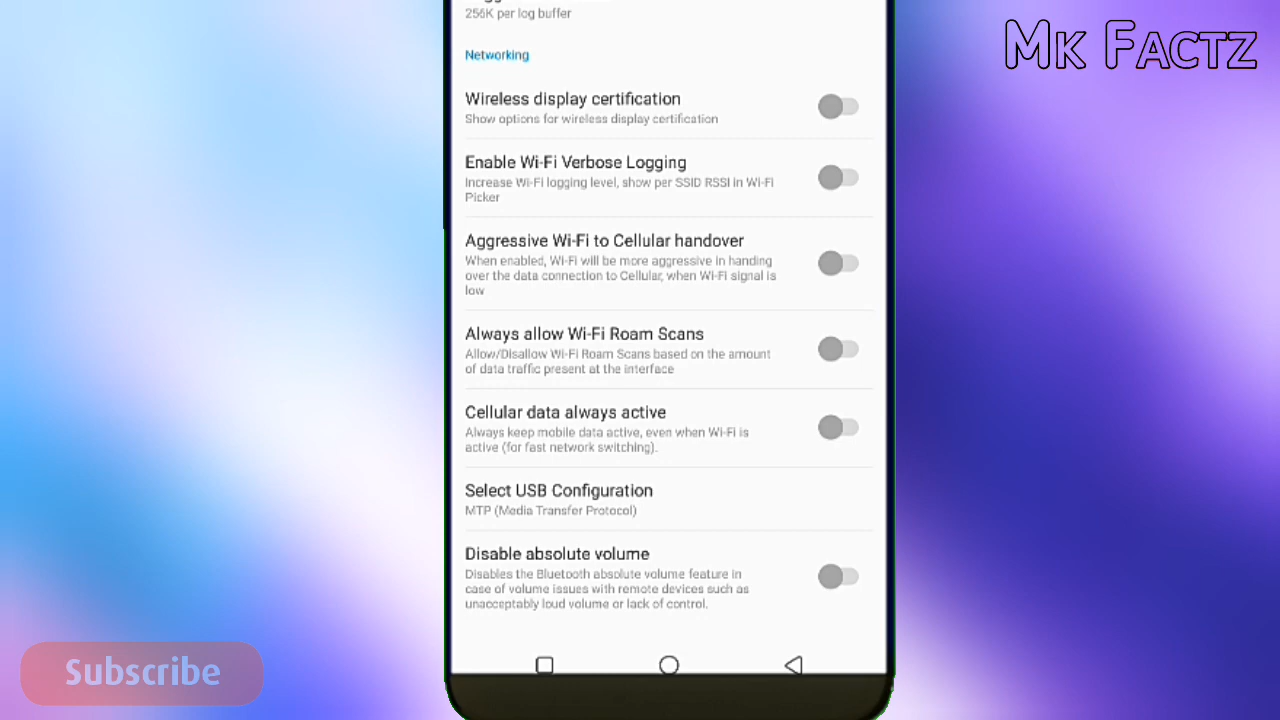 256K per log buffer
Mk Factz
Networking
Wireless display certification
Show options for wireless display certification
Enable Wi-Fi Verbose Logging
Increase Wi-Fi logging level, show per SSID RSSI in Wi-Fi
Picker
Aggressive Wi-Fi to Cellular handover
When enabled, Wi-Fi will be more aggressive in handing
over the data connection to Cellular, when Wi-Fi signal is
low
Always allow Wi-Fi Roam Scans
Allow/Disallow Wi-Fi Roam Scans based on the amount
of data traffic present at the interface
Cellular data always active
Always keep mobile data active, even when Wi-Fi is
active (for fast network switching).
Select USB Configuration
MTP (Media Transfer Protocol)
Disable absolute volume
Disables the Bluetooth absolute volume feature in
case of volume issues with remote devices such as
unacceptably loud volume or lack of control.
Subscribe